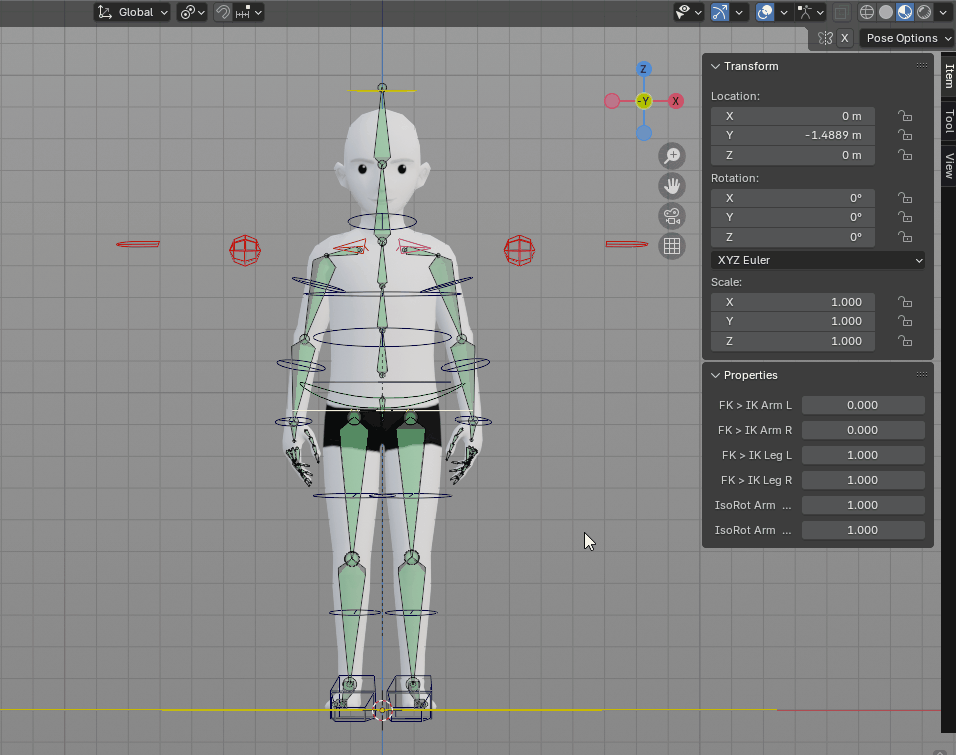 Global
X
Pose Options
Z
-Y
X
Transform
Location:
X 0 m
Y -1.4889 m
Z 0 m
Rotation:
X 0°
Y 0°
Z 0°
XYZ Euler
Scale:
X 1.000
Y 1.000
Z 1.000
Properties
FK > IK Arm L 0.000
FK > IK Arm R 0.000
FK > IK Leg L 1.000
FK > IK Leg R 1.000
IsoRot Arm ... 1.000
IsoRot Arm ... 1.000
Item
Tool
View